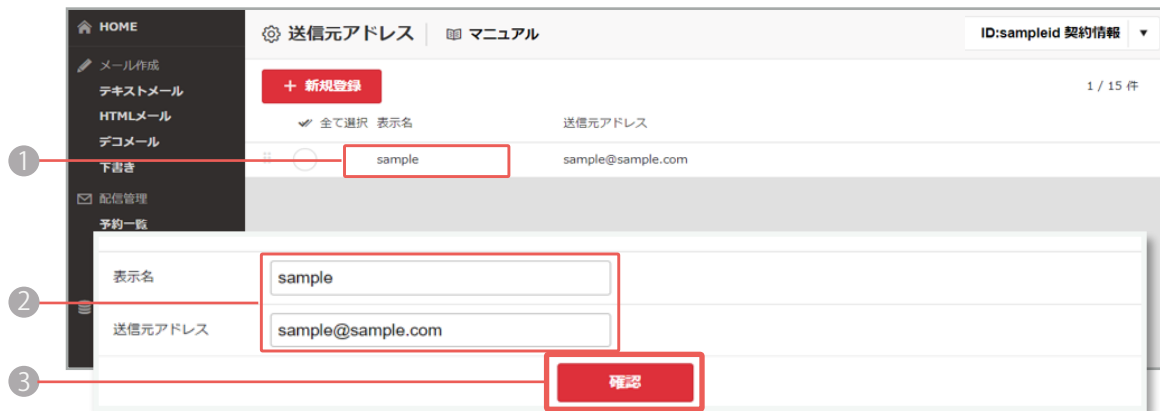 HOME
送信元アドレス
マニュアル
ID:sampleid 契約情報 ▼
メール作成
テキストメール
HTMLメール
デコメール
下書き
配信管理
予約一覧
+ 新規登録
1 / 15 件
全て選択 表示名 送信元アドレス
1
sample sample@sample.com
2
表示名 sample
送信元アドレス sample@sample.com
3
確認